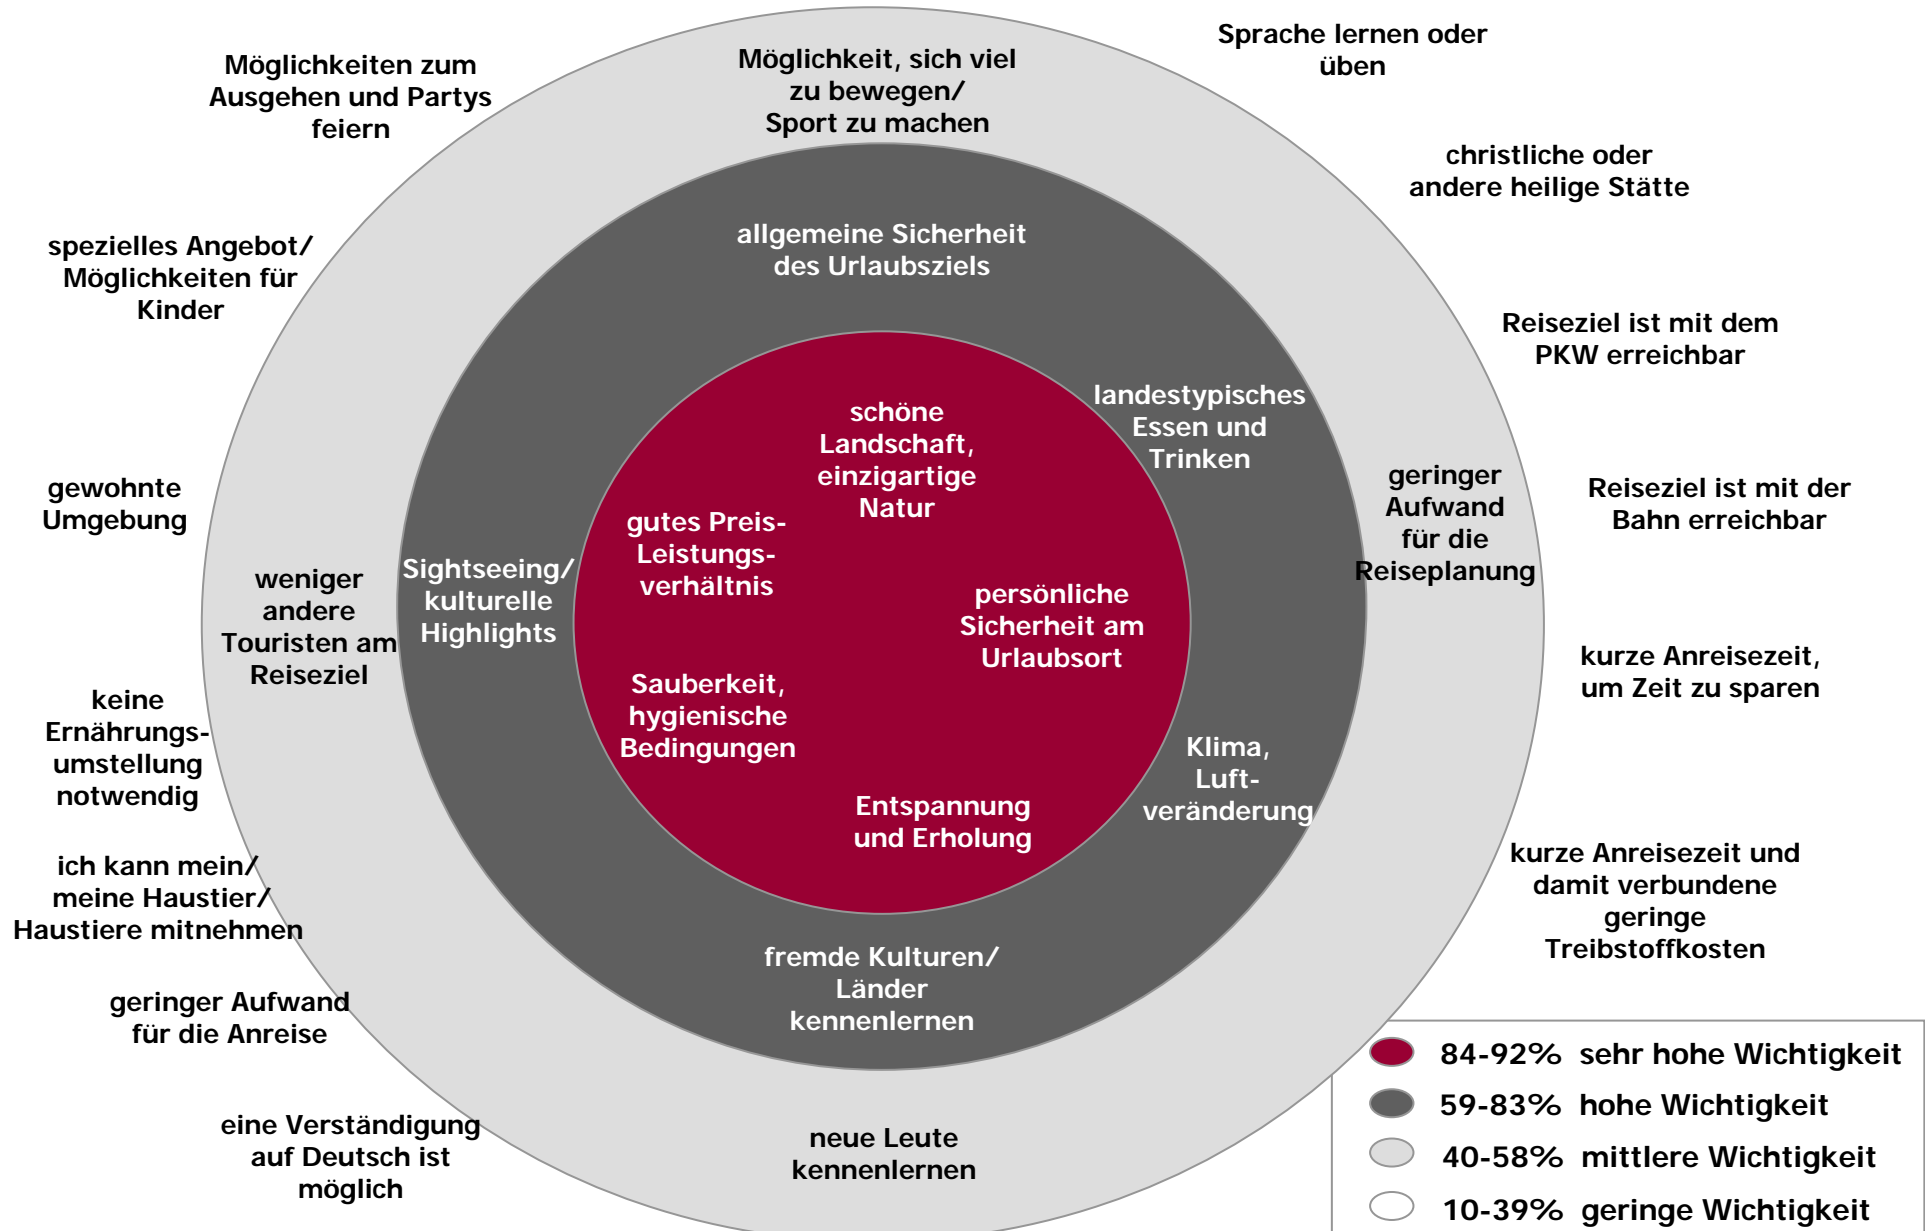 Sprache lernen oder
üben
Möglichkeiten zum
Ausgehen und Partys
feiern
Möglichkeit, sich viel
zu bewegen/
Sport zu machen
christliche oder
andere heilige Stätte
spezielles Angebot/
Möglichkeiten für
Kinder
allgemeine Sicherheit
des Urlaubsziels
Reiseziel ist mit dem
PKW erreichbar
landestypisches
Essen und
Trinken
schöne
Landschaft,
einzigartige
Natur
geringer
Aufwand
für die
Reiseplanung
Reiseziel ist mit der
Bahn erreichbar
gewohnte
Umgebung
gutes Preis-
Leistungs-
verhältnis
weniger
andere
Touristen am
Reiseziel
Sightseeing/
kulturelle
Highlights
persönliche
Sicherheit am
Urlaubsort
kurze Anreisezeit,
um Zeit zu sparen
keine
Ernährungs-
umstellung
notwendig
Sauberkeit,
hygienische
Bedingungen
Klima,
Luft-
veränderung
Entspannung
und Erholung
kurze Anreisezeit und
damit verbundene
geringe
Treibstoffkosten
ich kann mein/
meine Haustier/
Haustiere mitnehmen
fremde Kulturen/
Länder
kennenlernen
geringer Aufwand
für die Anreise
eine Verständigung
auf Deutsch ist
möglich
neue Leute
kennenlernen
84-92% sehr hohe Wichtigkeit
59-83% hohe Wichtigkeit
40-58% mittlere Wichtigkeit
10-39% geringe Wichtigkeit